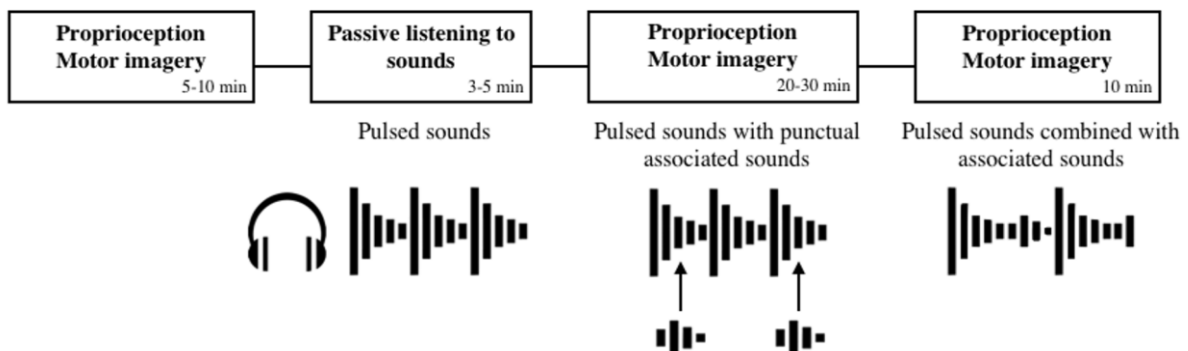 Proprioception
Motor imagery
5-10 min
Passive listening to
sounds
3-5 min
Proprioception
Motor imagery
20-30 min
Proprioception
Motor imagery
10 min
Pulsed sounds
Pulsed sounds with punctual
associated sounds
Pulsed sounds combined with
associated sounds